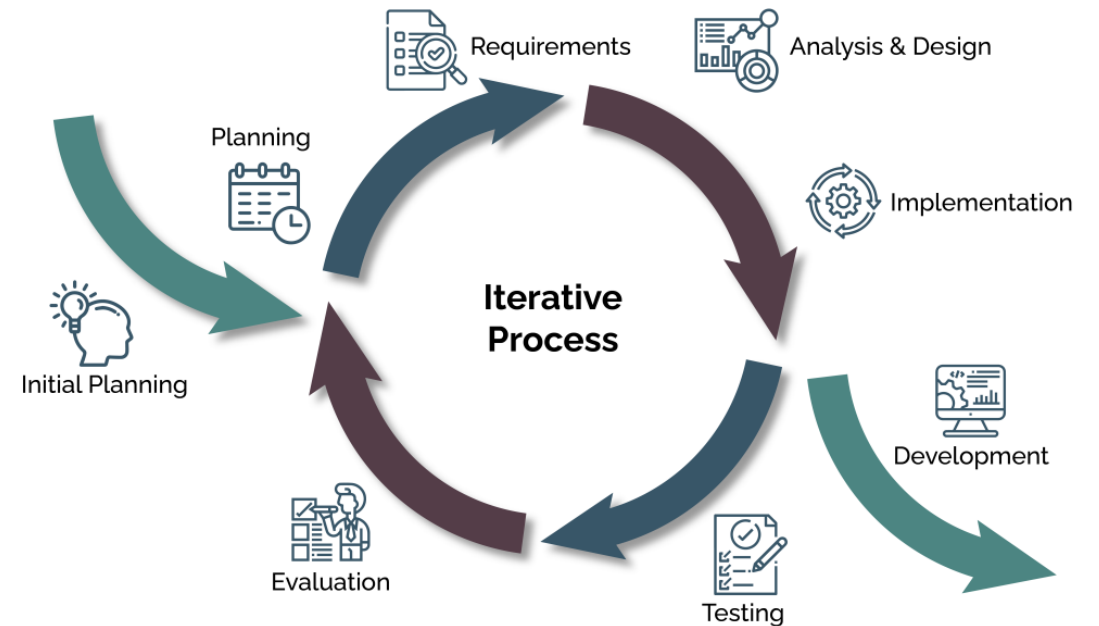 Requirements
Analysis & Design
Planning
Implementation
Iterative
Process
Initial Planning
Development
Evaluation
Testing